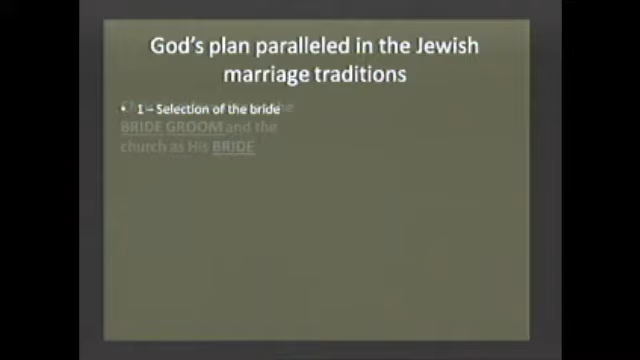 God's plan paralleled in the Jewish
marriage traditions
• 1 – Selection of the bride
BRIDE GROOM and the
church as His BRIDE